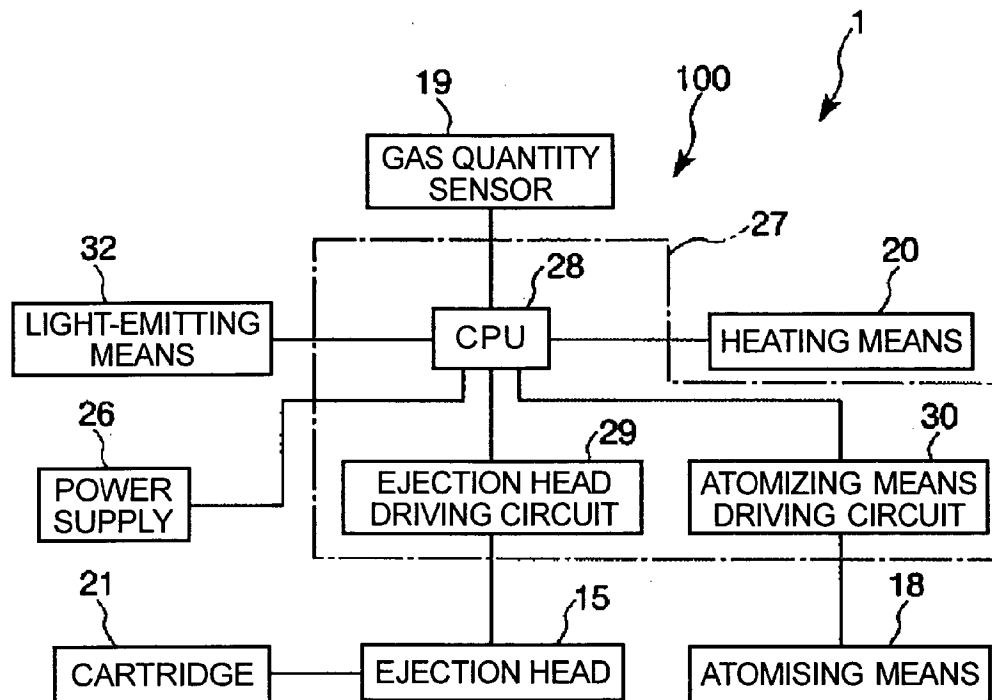 1
100
19
GAS QUANTITY
SENSOR
27
32
28
20
LIGHT-EMITTING
MEANS
CPU
HEATING MEANS
26
29
30
POWER
SUPPLY
EJECTION HEAD
DRIVING CIRCUIT
ATOMIZING MEANS
DRIVING CIRCUIT
21
15
18
CARTRIDGE
EJECTION HEAD
ATOMISING MEANS